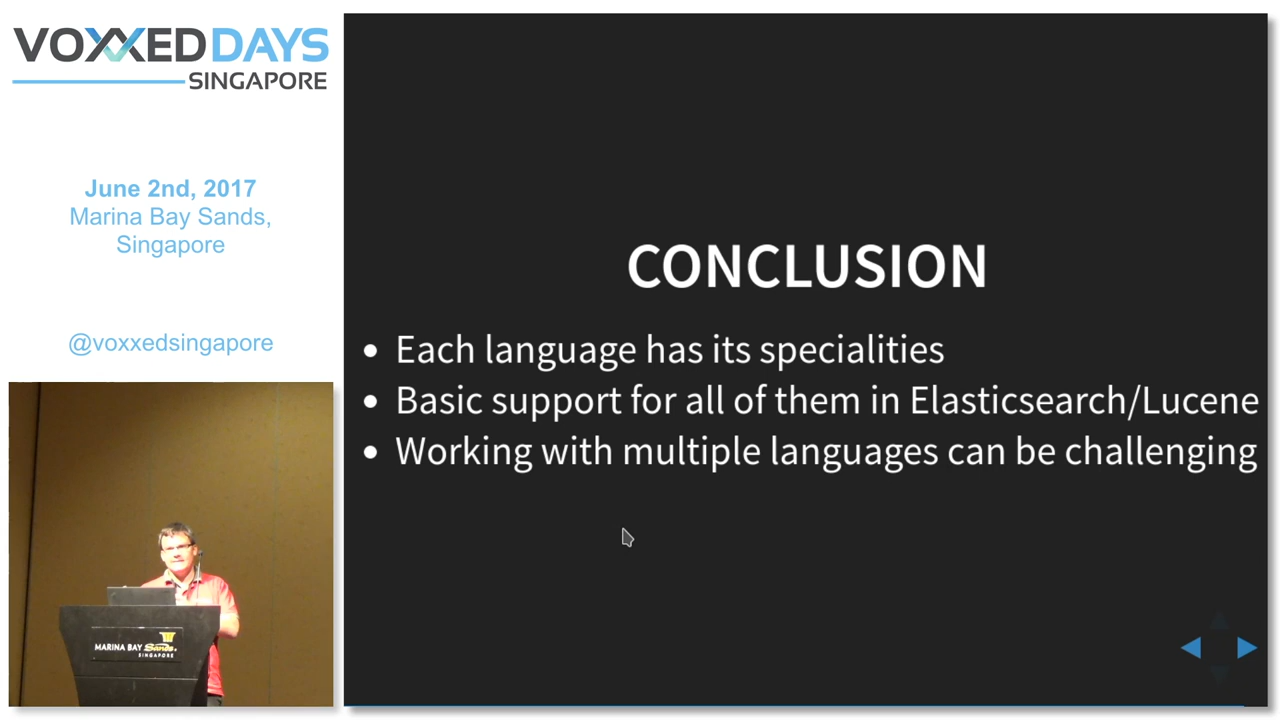 VOXXEDDAYS
SINGAPORE
June 2nd, 2017
Marina Bay Sands,
Singapore
@voxxedsingapore
MARINA BAY Sands.
SINGAPORE
CONCLUSION
• Each language has its specialities
• Basic support for all of them in Elasticsearch/Lucene
• Working with multiple languages can be challenging